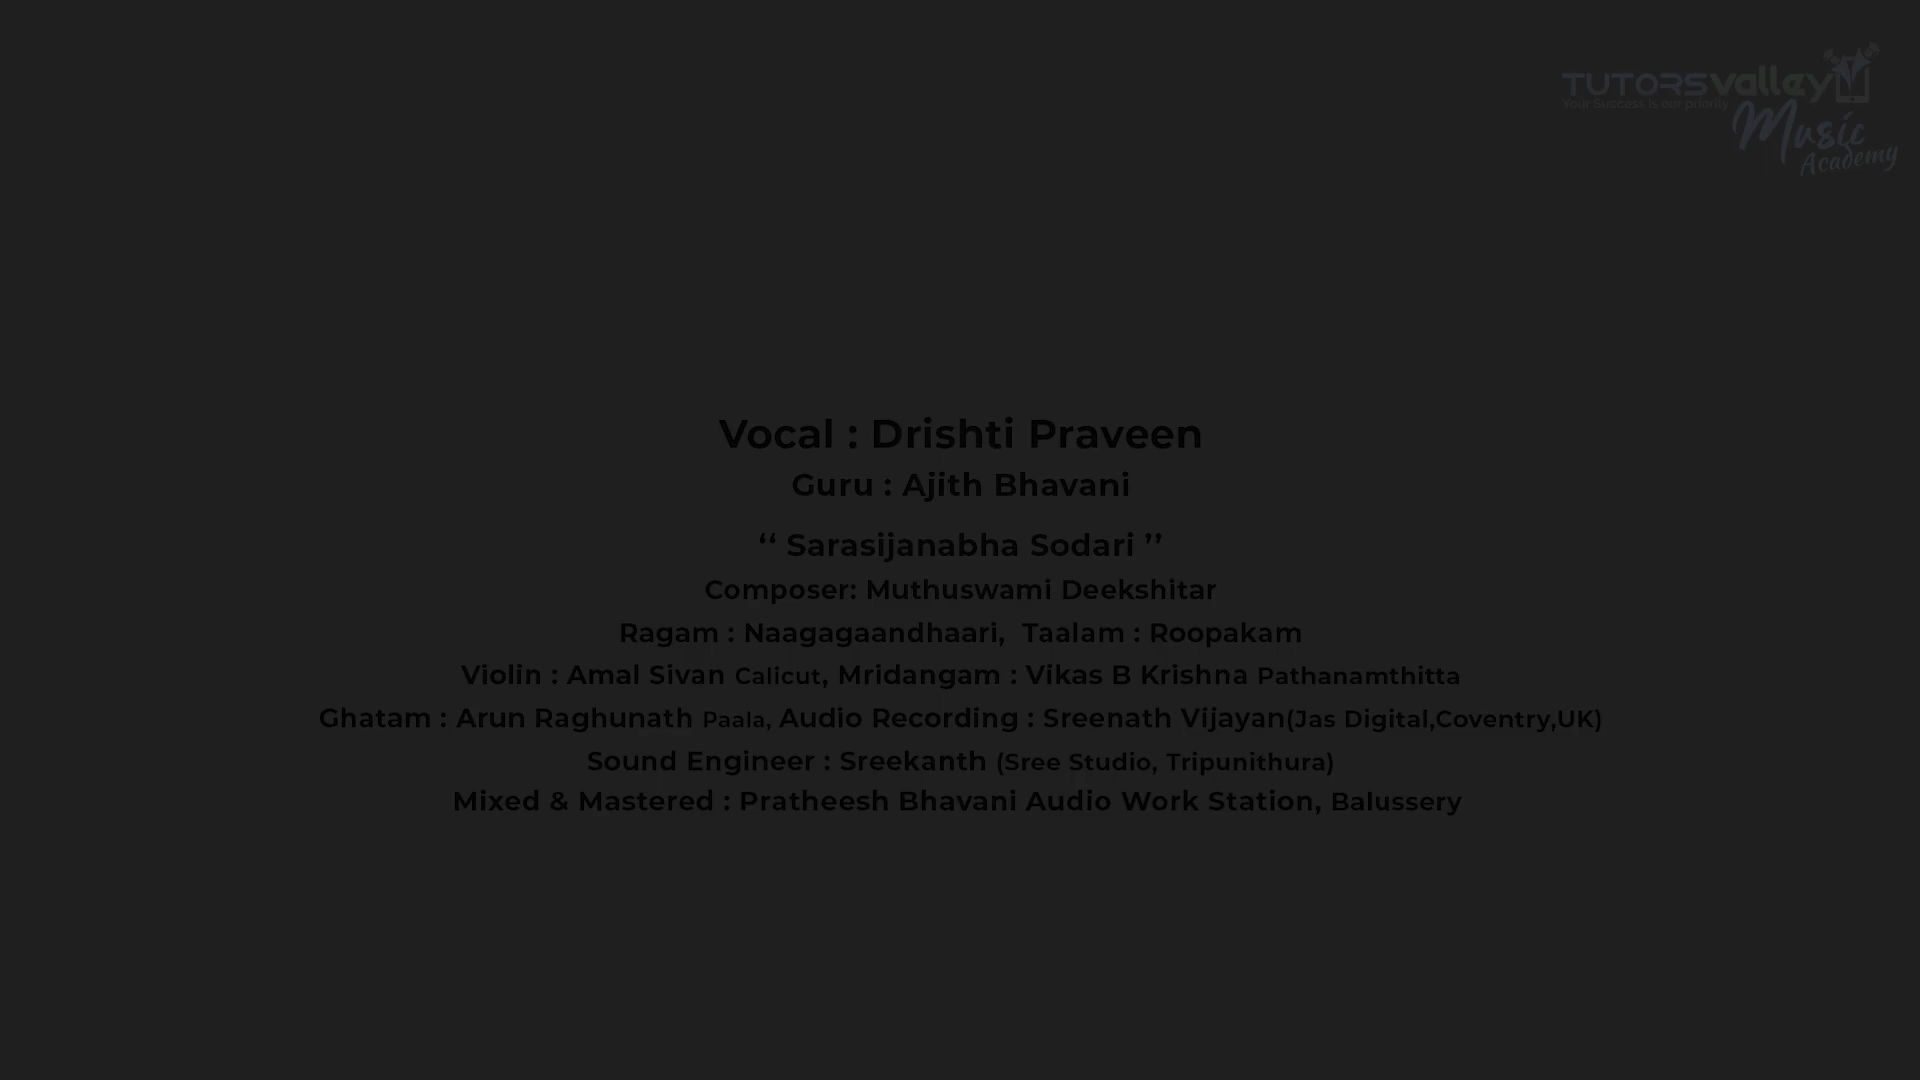 TUTORSvalley
Your Success is our priority
Music
Academy
Vocal : Drishti Praveen
Guru : Ajith Bhavani
‘‘ Sarasijanabha Sodari ’’
Composer: Muthuswami Deekshitar
Ragam : Naagagaandhaari, Taalam : Roopakam
Violin : Amal Sivan Calicut, Mridangam : Vikas B Krishna Pathanamthitta
Ghatam : Arun Raghunath Paala, Audio Recording : Sreenath Vijayan(Jas Digital,Coventry,UK)
Sound Engineer : Sreekanth (Sree Studio, Tripunithura)
Mixed & Mastered : Pratheesh Bhavani Audio Work Station, Balussery